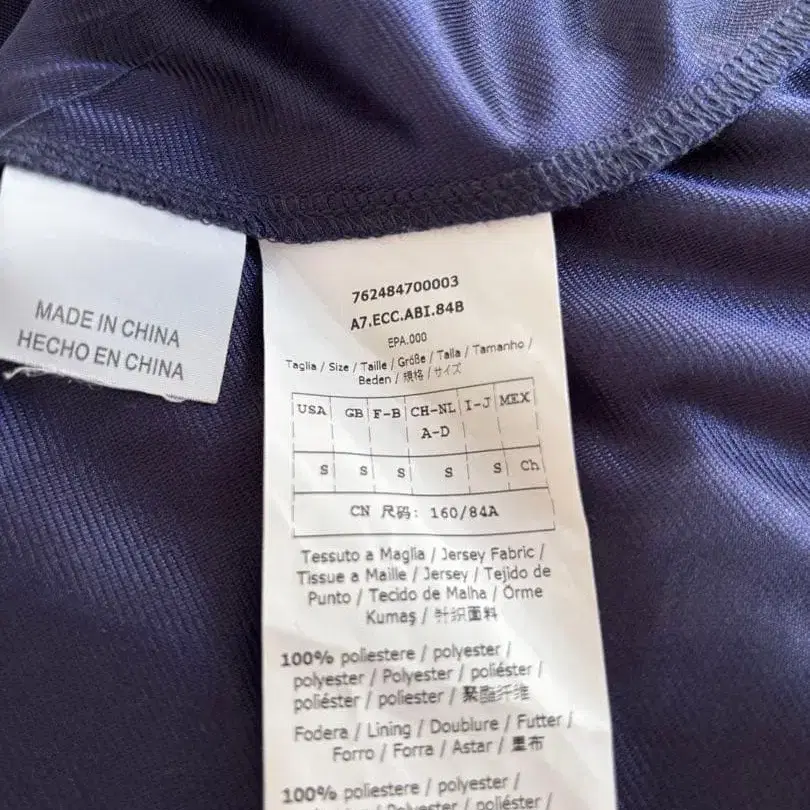 MADE IN CHINA
HECHO EN CHINA
762484700003
A7.ECC.ABI.84B
EPA.000
Taglia / Size / Taille / Größe / Talla / Tamanho /
Beden / 規格 / サイズ
USA GB F-B CH-NL I-J MEX
A-D
S S S S S Ch
CN 尺码: 160/84A
Tessuto a Maglia / Jersey Fabric /
Tissue a Maille / Jersey / Tejido de
Punto / Tecido de Malha / Örme
Kumaş / 针织面料
100% poliestere / polyester /
polyester / Polyester / poliéster /
poliéster / poliester / 聚酯纤维
Fodera / Lining / Doublure / Futter /
Forro / Forra / Astar / 里布
100% poliestere / polyester /
polyester / Polyester / poliéster /